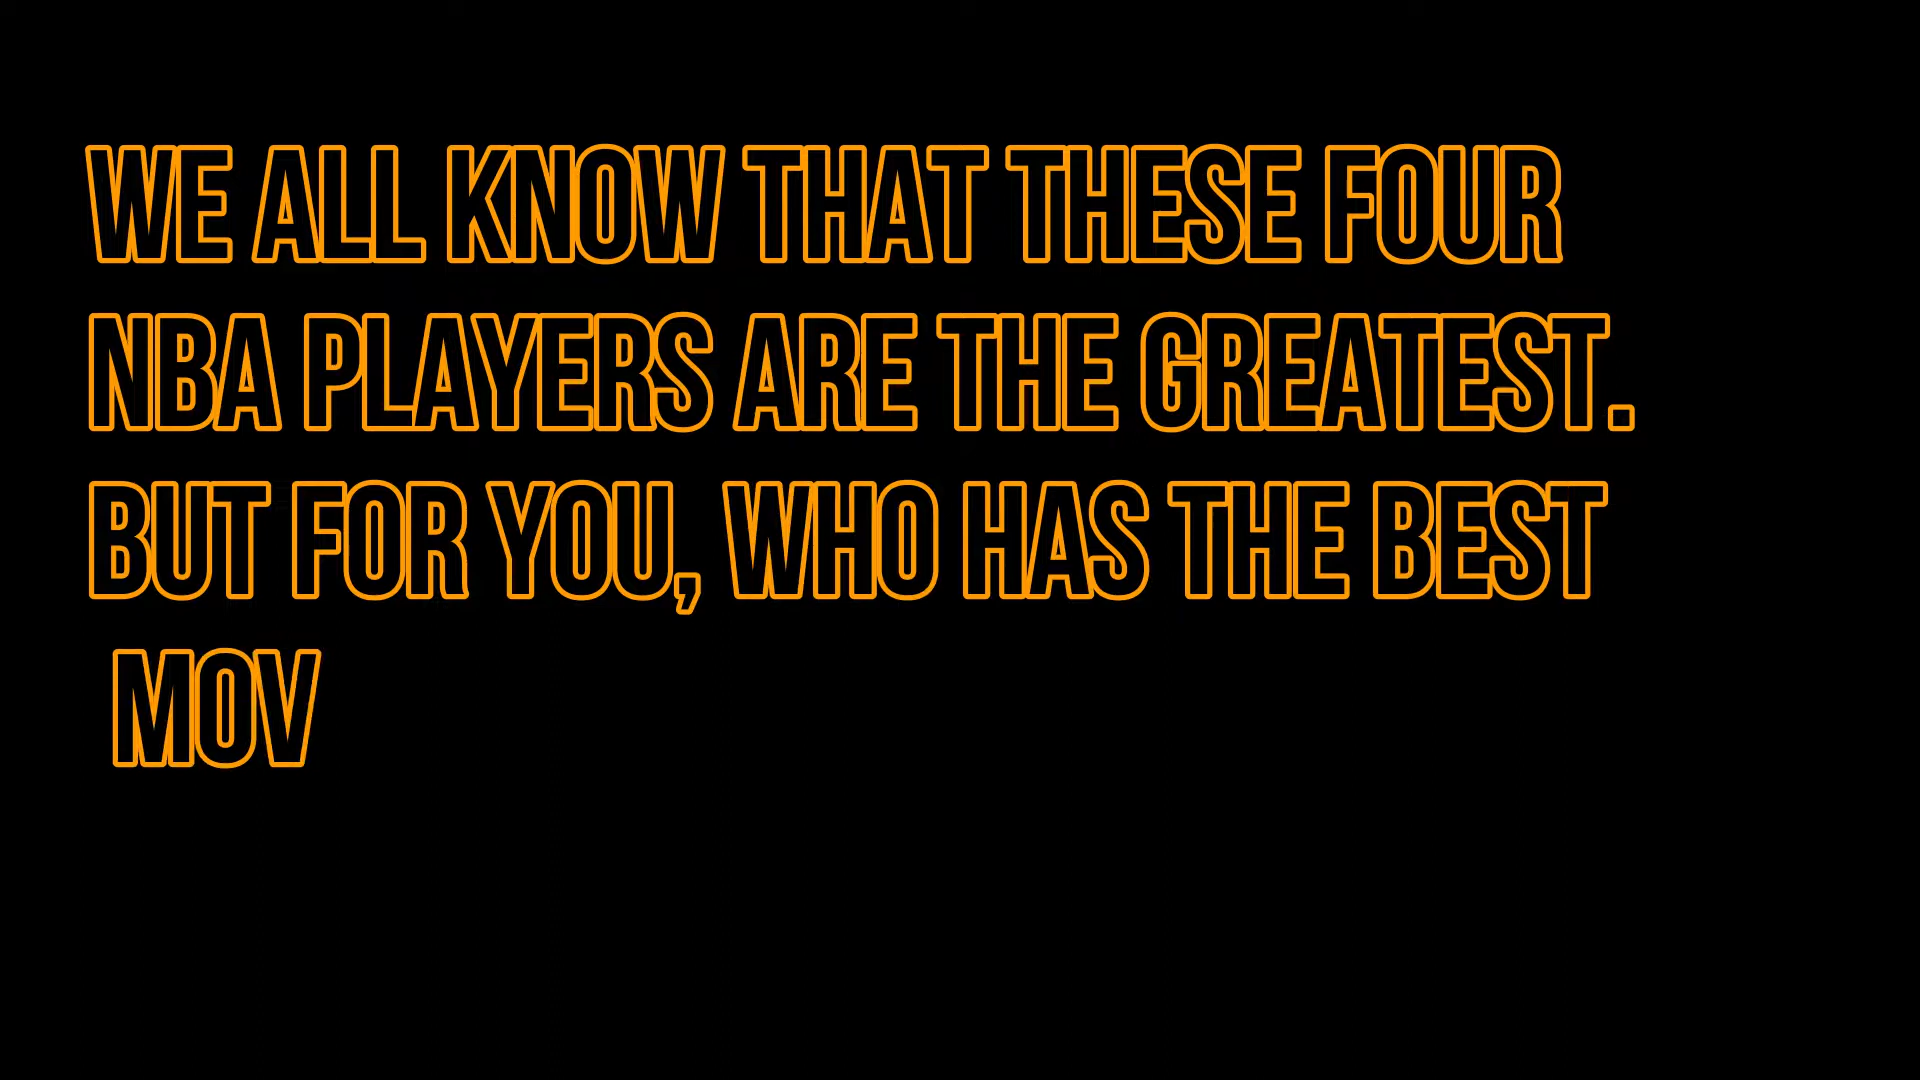 WE ALL KNOW THAT THESE FOUR
NBA PLAYERS ARE THE GREATEST.
BUT FOR YOU, WHO HAS THE BEST
MOV